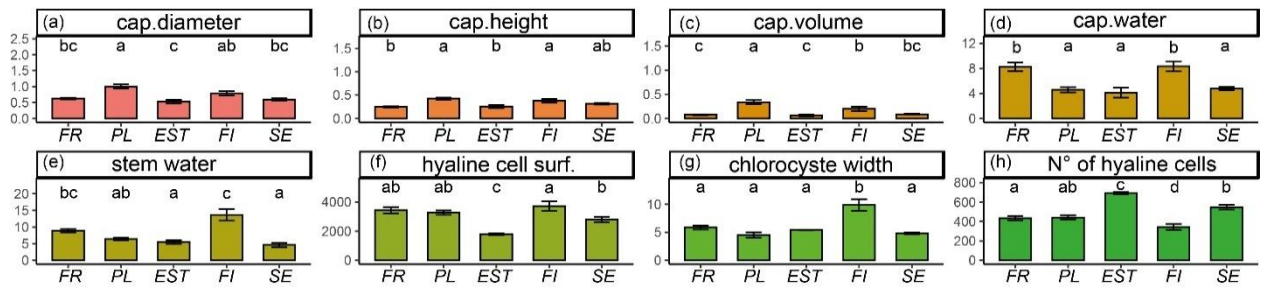 (a) cap.diameter
bc a c ab bc
2.5
2.0
1.5
1.0
0.5
0.0
FR PL EST FI SE
(b) cap.height
b a b a ab
1.5
1.0
0.5
0.0
FR PL EST FI SE
(c) cap.volume
c a c b bc
1.5
1.0
0.5
0.0
FR PL EST FI SE
(d) cap.water
b a a b a
12
8
4
0
FR PL EST FI SE
(e) stem water
bc ab a c a
20
15
10
5
0
FR PL EST FI SE
(f) hyaline cell surf.
ab ab c a b
4000
2000
0
FR PL EST FI SE
(g) chlorocyste width
a a a b a
10
5
0
FR PL EST FI SE
(h) N° of hyaline cells
a ab c d b
800
600
400
200
0
FR PL EST FI SE